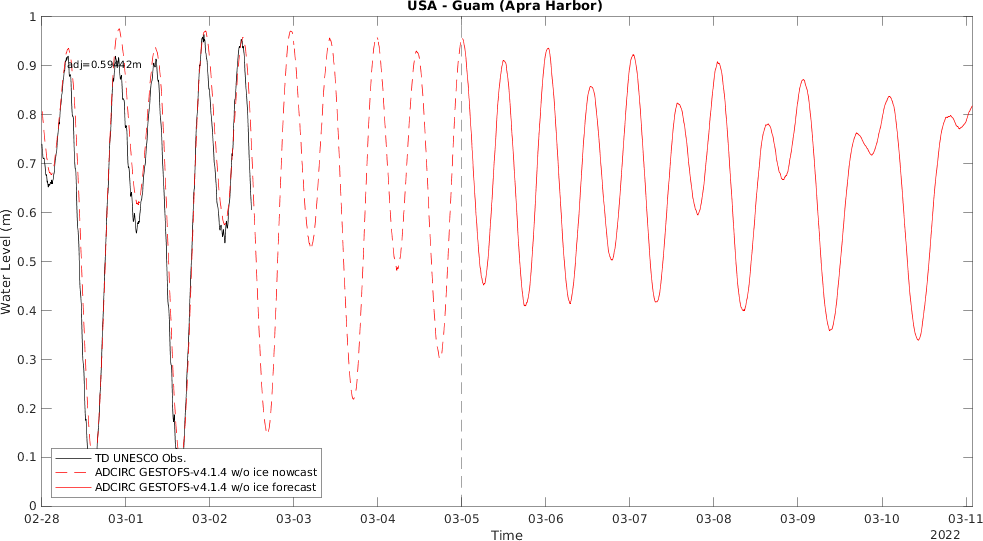 USA - Guam (Apra Harbor)
1
0.9
0.8
0.7
0.6
0.5
0.4
0.3
0.2
0.1
0
Water Level (m)
adj=0.59442m
TD UNESCO Obs.
ADCIRC GESTOFS-v4.1.4 w/o ice nowcast
ADCIRC GESTOFS-v4.1.4 w/o ice forecast
02-28 03-01 03-02 03-03 03-04 03-05 03-06 03-07 03-08 03-09 03-10 03-11
Time
2022